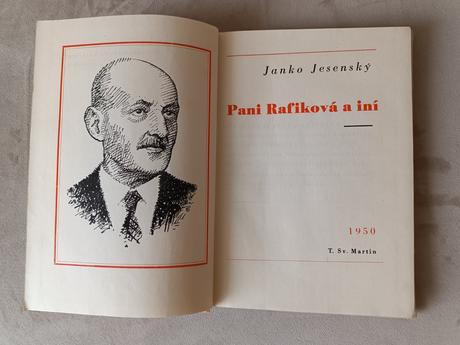 Janko Jesenský
Pani Rafiková a iní
1950
T. Sv. Martin